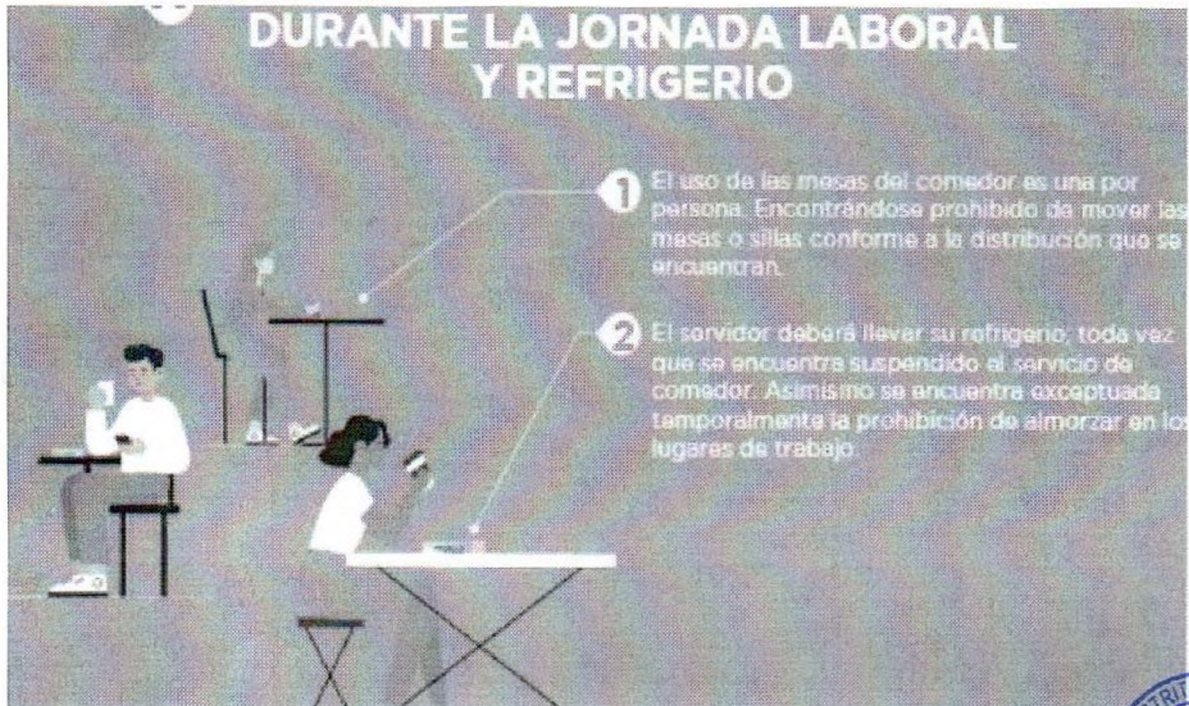 DURANTE LA JORNADA LABORAL
Y REFRIGERIO
1
El uso de las mesas del comedor es una por
persona. Encontrándose prohibido de mover las
mesas o sillas conforme a la distribución que se
encuentran.
2
El servidor deberá llevar su refrigerio, toda vez
que se encuentra suspendido el servicio de
comedor. Asimismo se encuentra exceptuada
temporalmente la prohibición de almorzar en los
lugares de trabajo.